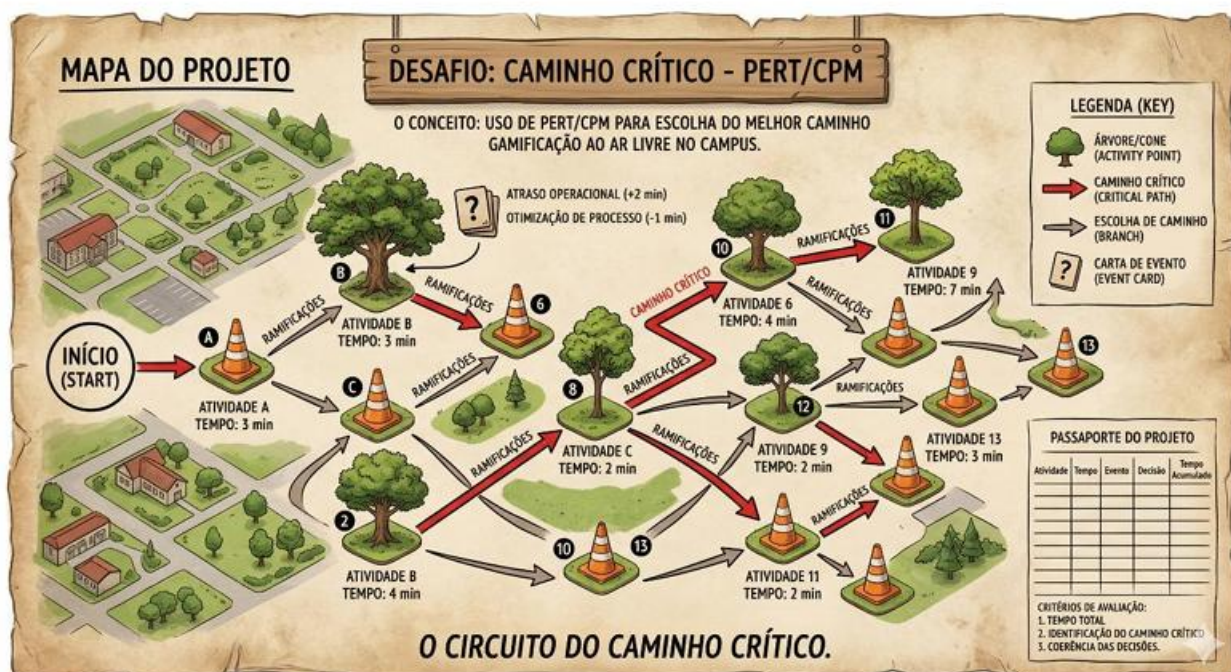 MAPA DO PROJETO
DESAFIO: CAMINHO CRÍTICO - PERT/CPM
O CONCEITO: USO DE PERT/CPM PARA ESCOLHA DO MELHOR CAMINHO
GAMIFICAÇÃO AO AR LIVRE NO CAMPUS.
LEGENDA (KEY)
ÁRVORE/CONE
(ACTIVITY POINT)
CAMINHO CRÍTICO
(CRITICAL PATH)
ESCOLHA DE CAMINHO
(BRANCH)
?
CARTA DE EVENTO
(EVENT CARD)
?
ATRASO OPERACIONAL (+2 min)
OTIMIZAÇÃO DE PROCESSO (-1 min)
INÍCIO
(START)
A
ATIVIDADE A
TEMPO: 3 min
RAMIFICAÇÕES
B
ATIVIDADE B
TEMPO: 3 min
RAMIFICAÇÕES
6
C
RAMIFICAÇÕES
2
ATIVIDADE B
TEMPO: 4 min
RAMIFICAÇÕES
8
ATIVIDADE C
TEMPO: 2 min
RAMIFICAÇÕES
CAMINHO CRÍTICO
10
ATIVIDADE 6
TEMPO: 4 min
RAMIFICAÇÕES
11
ATIVIDADE 9
TEMPO: 7 min
RAMIFICAÇÕES
12
ATIVIDADE 9
TEMPO: 2 min
RAMIFICAÇÕES
13
ATIVIDADE 13
TEMPO: 3 min
RAMIFICAÇÕES
10
13
ATIVIDADE 11
TEMPO: 2 min
RAMIFICAÇÕES
PASSAPORTE DO PROJETO
Atividade Tempo Evento Decisão Tempo Acumulado
CRITÉRIOS DE AVALIAÇÃO:
1. TEMPO TOTAL
2. IDENTIFICAÇÃO DO CAMINHO CRÍTICO
3. COERÊNCIA DAS DECISÕES.
O CIRCUITO DO CAMINHO CRÍTICO.